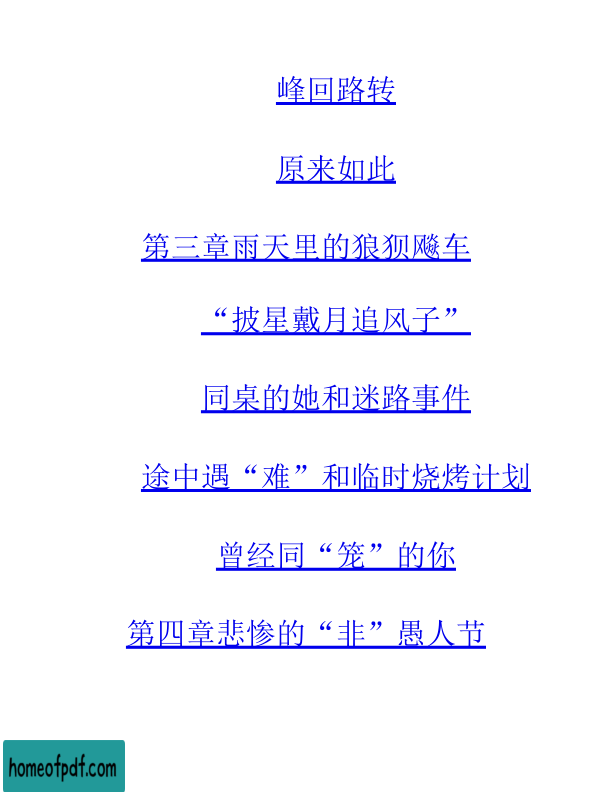 峰回路转
原来如此
第三章雨天里的狼狈飚车
“披星戴月追风子”
同桌的她和迷路事件
途中遇“难”和临时烧烤计划
曾经同“笼”的你
第四章悲惨的“非”愚人节
homeofpdf.com